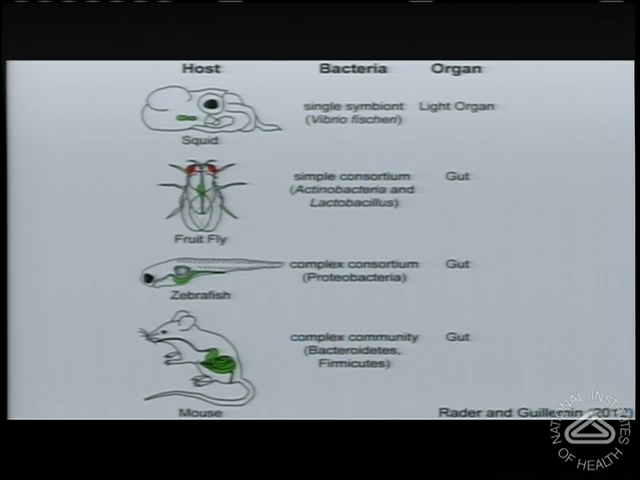 Host Bacteria Organ
single symbiont Light Organ
(Vibrio fischeri)
Squid
simple consortium Gut
(Actinobacteria and
Lactobacillus)
Fruit Fly
complex consortium Gut
(Proteobacteria)
Zebrafish
complex community Gut
(Bacteroidetes,
Firmicutes)
Mouse
Rader and Guillemin
NATIONAL INSTITUTES
OF HEALTH